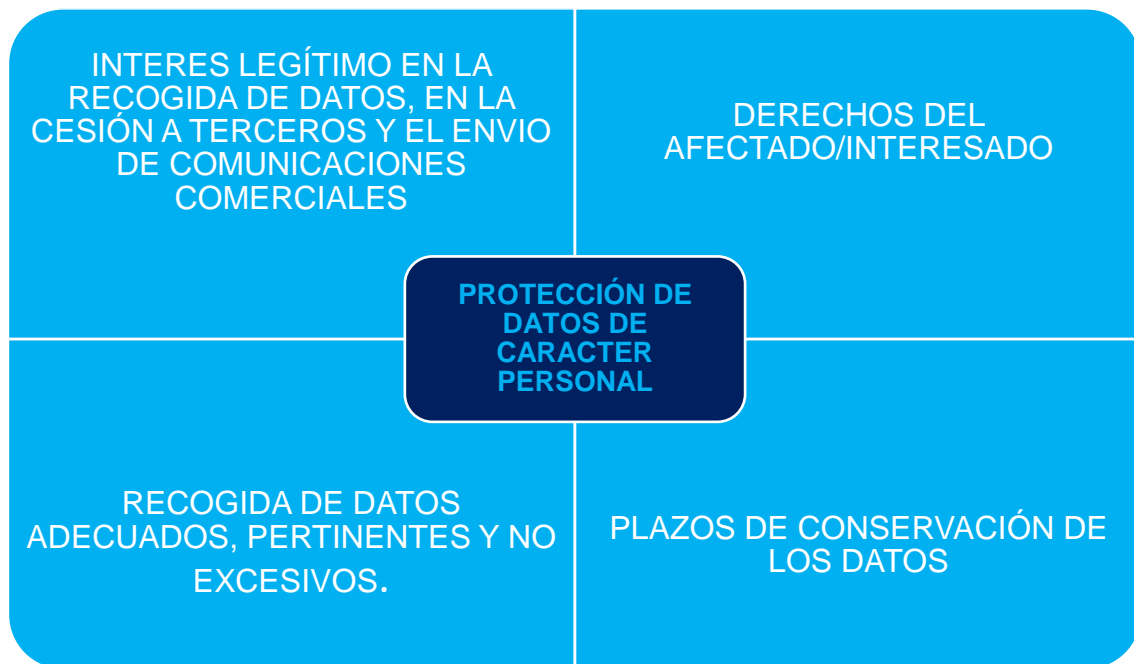 INTERES LEGÍTIMO EN LA
RECOGIDA DE DATOS, EN LA
CESIÓN A TERCEROS Y EL ENVIO
DE COMUNICACIONES
COMERCIALES
DERECHOS DEL
AFECTADO/INTERESADO
PROTECCIÓN DE
DATOS DE
CARACTER
PERSONAL
RECOGIDA DE DATOS
ADECUADOS, PERTINENTES Y NO
EXCESIVOS.
PLAZOS DE CONSERVACIÓN DE
LOS DATOS